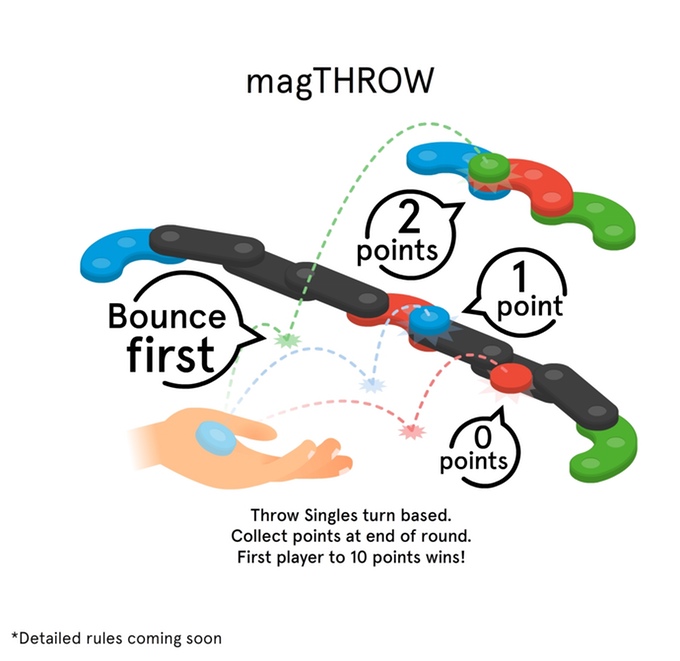 magTHROW
2
points
1
point
Bounce
first
0
points
Throw Singles turn based.
Collect points at end of round.
First player to 10 points wins!
*Detailed rules coming soon